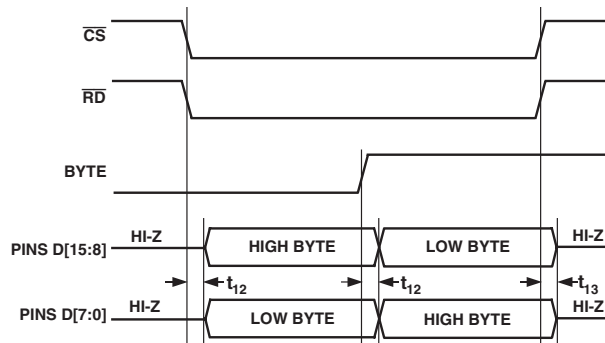 CS
RD
BYTE
HI-Z
HI-Z
PINS D[15:8]
HIGH BYTE
LOW BYTE
t12
t12
t13
HI-Z
HI-Z
PINS D[7:0]
LOW BYTE
HIGH BYTE